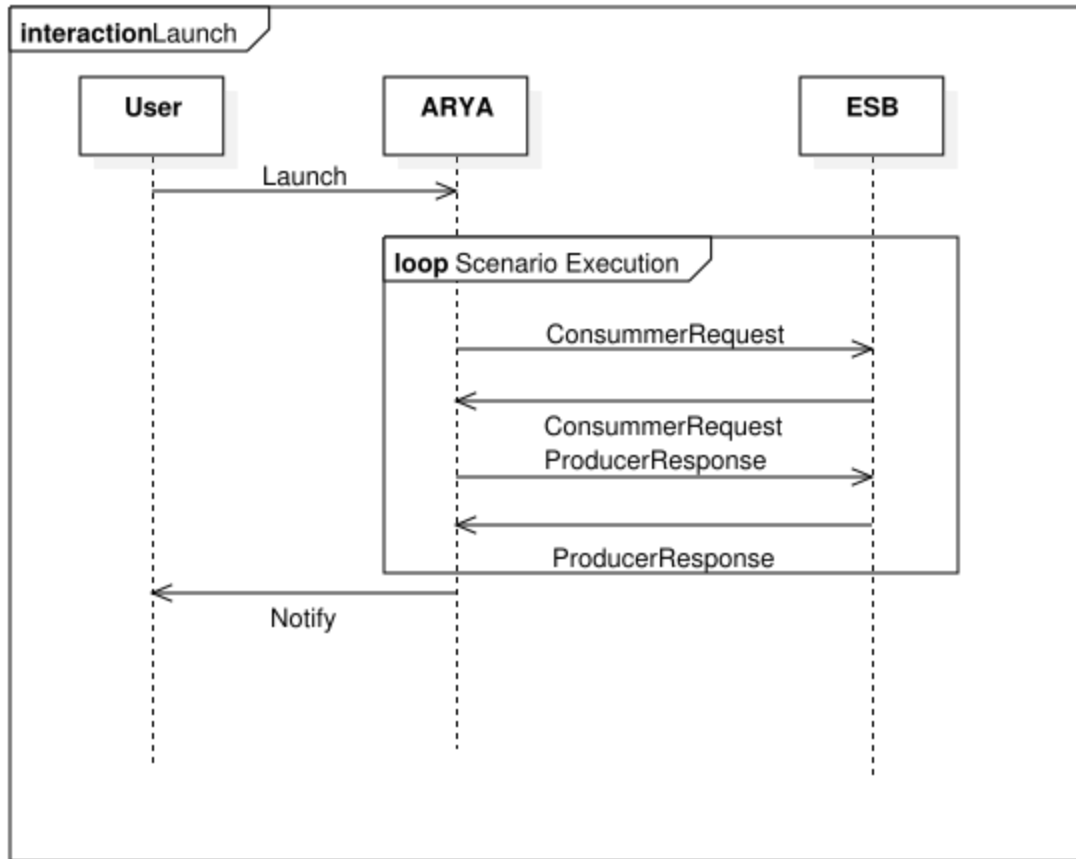 interactionLaunch
User
ARYA
ESB
Launch
loop Scenario Execution
ConsummerRequest
ConsummerRequest
ProducerResponse
ProducerResponse
Notify